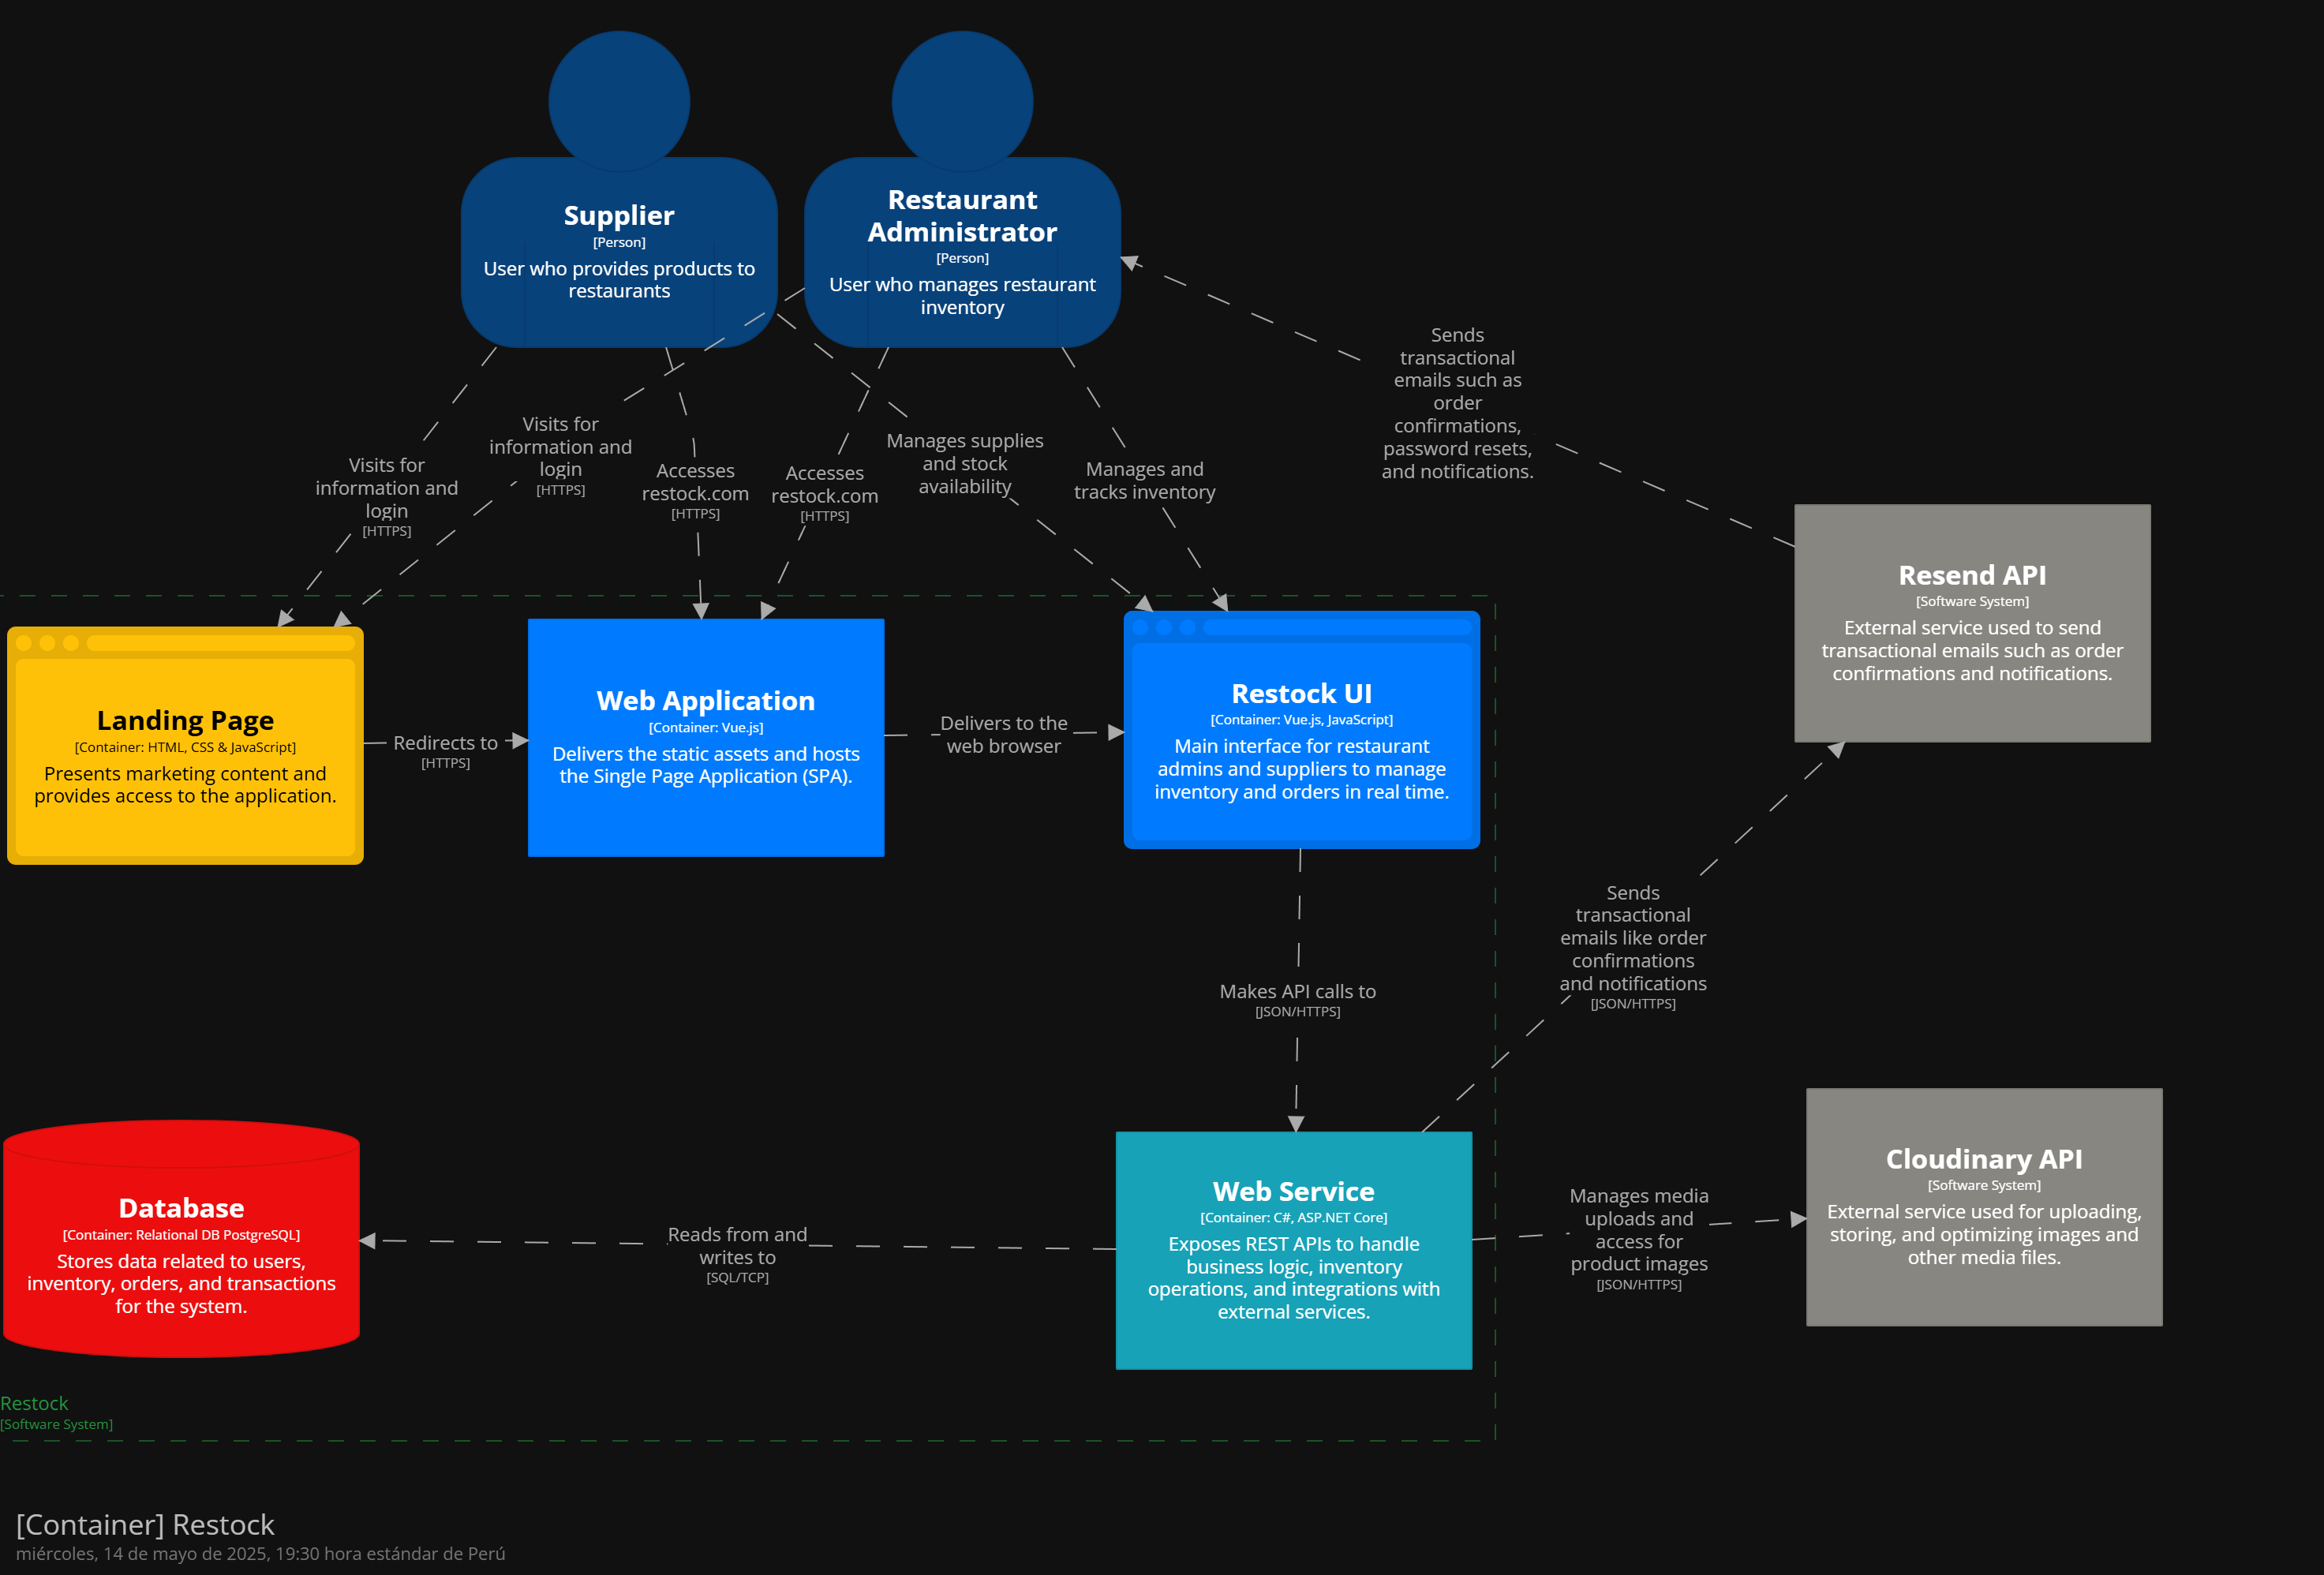 Supplier
[Person]
User who provides products to
restaurants
Restaurant
Administrator
[Person]
User who manages restaurant
inventory
Sends
transactional
emails such as
order
confirmations,
password resets,
and notifications.
Visits for
information and
login
[HTTPS]
Visits for
information and
login
[HTTPS]
Accesses
restock.com
[HTTPS]
Accesses
restock.com
[HTTPS]
Manages supplies
and stock
availability
Manages and
tracks inventory
Resend API
[Software System]
External service used to send
transactional emails such as order
confirmations and notifications.
Landing Page
[Container: HTML, CSS & JavaScript]
Presents marketing content and
provides access to the application.
Redirects to
[HTTPS]
Web Application
[Container: Vue.js]
Delivers the static assets and hosts
the Single Page Application (SPA).
Delivers to the
web browser
Restock UI
[Container: Vue.js, JavaScript]
Main interface for restaurant
admins and suppliers to manage
inventory and orders in real time.
Makes API calls to
[JSON/HTTPS]
Sends
transactional
emails like order
confirmations
and notifications
[JSON/HTTPS]
Database
[Container: Relational DB PostgreSQL]
Stores data related to users,
inventory, orders, and transactions
for the system.
Reads from and
writes to
[SQL/TCP]
Web Service
[Container: C#, ASP.NET Core]
Exposes REST APIs to handle
business logic, inventory
operations, and integrations with
external services.
Manages media
uploads and
access for
product images
[JSON/HTTPS]
Cloudinary API
[Software System]
External service used for uploading,
storing, and optimizing images and
other media files.
Restock
[Software System]
[Container] Restock
miércoles, 14 de mayo de 2025, 19:30 hora estándar de Perú